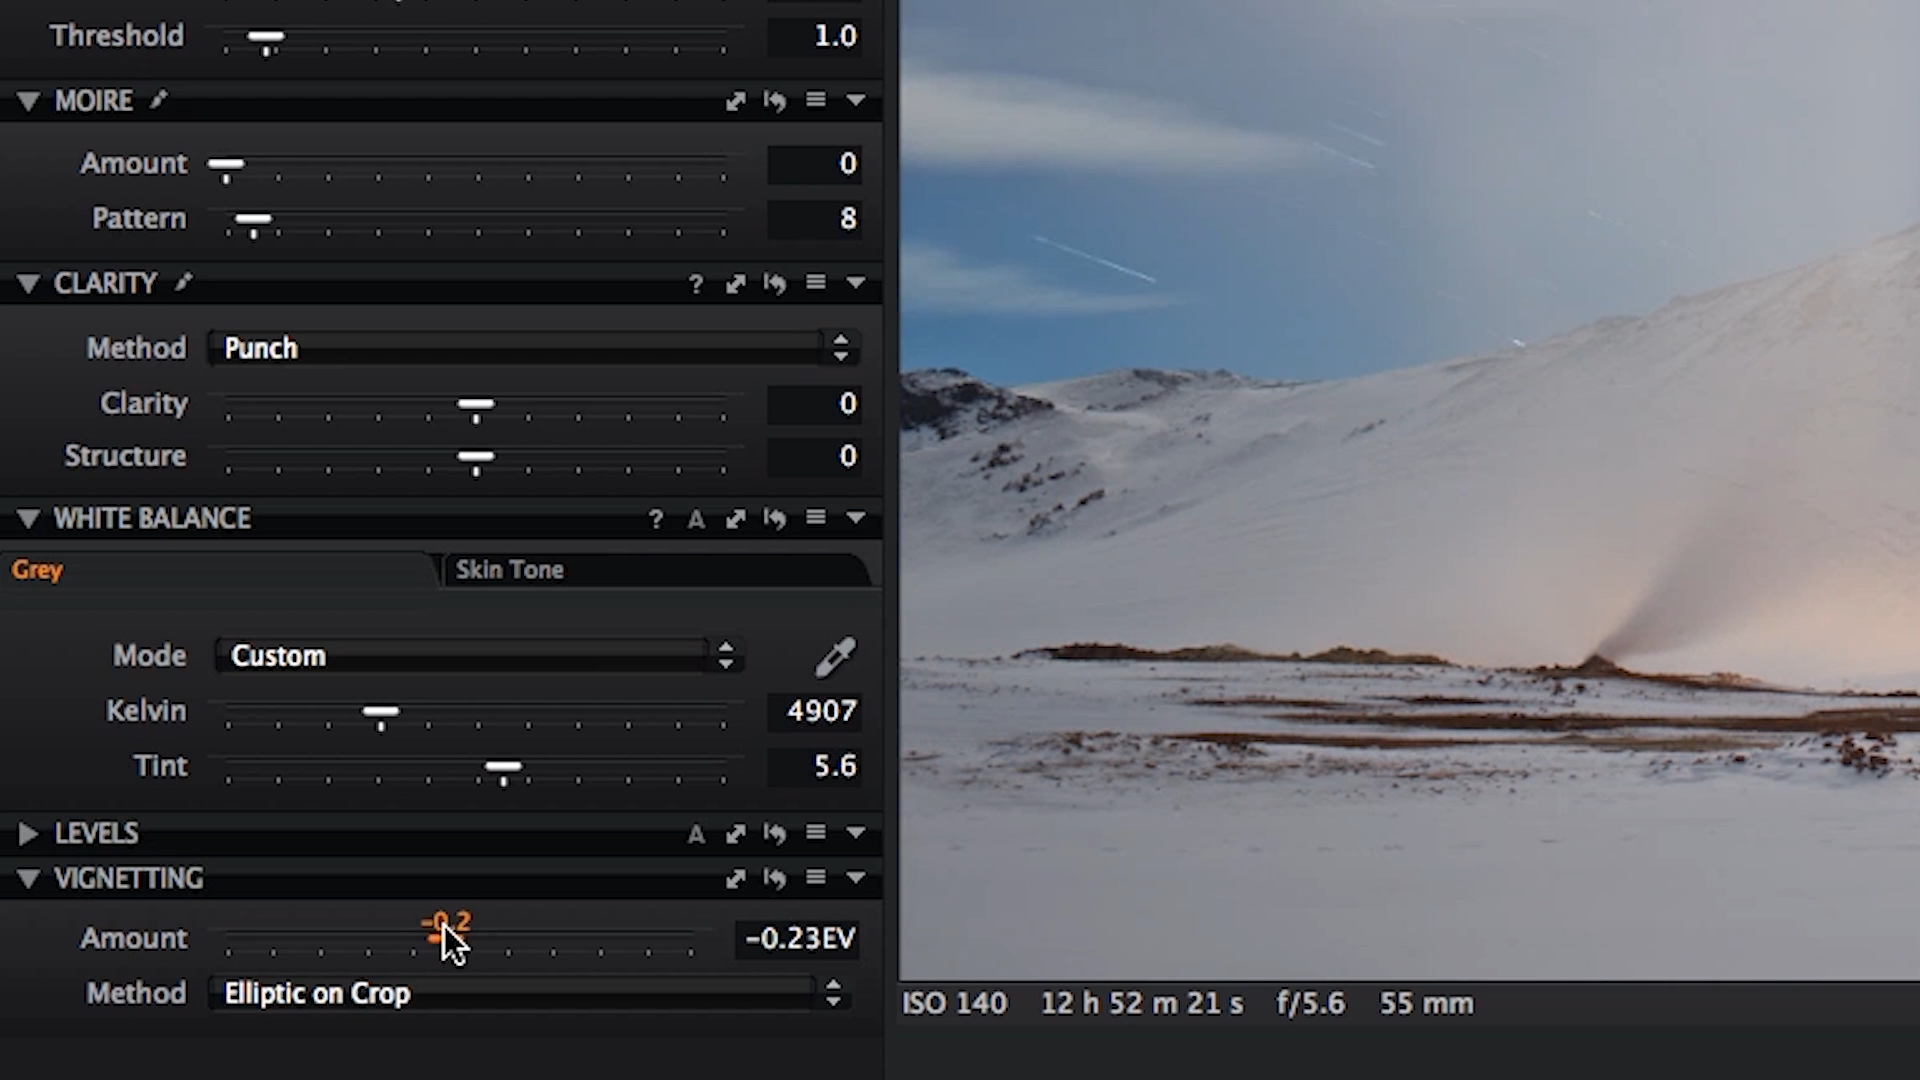 Threshold 1.0
MOIRE
Amount 0
Pattern 8
CLARITY ?
Method Punch
Clarity 0
Structure 0
WHITE BALANCE ? A
Grey Skin Tone
Mode Custom
Kelvin 4907
Tint 5.6
LEVELS A
VIGNETTING
-0.2
Amount -0.23EV
Method Elliptic on Crop
ISO 140 12 h 52 m 21 s f/5.6 55 mm